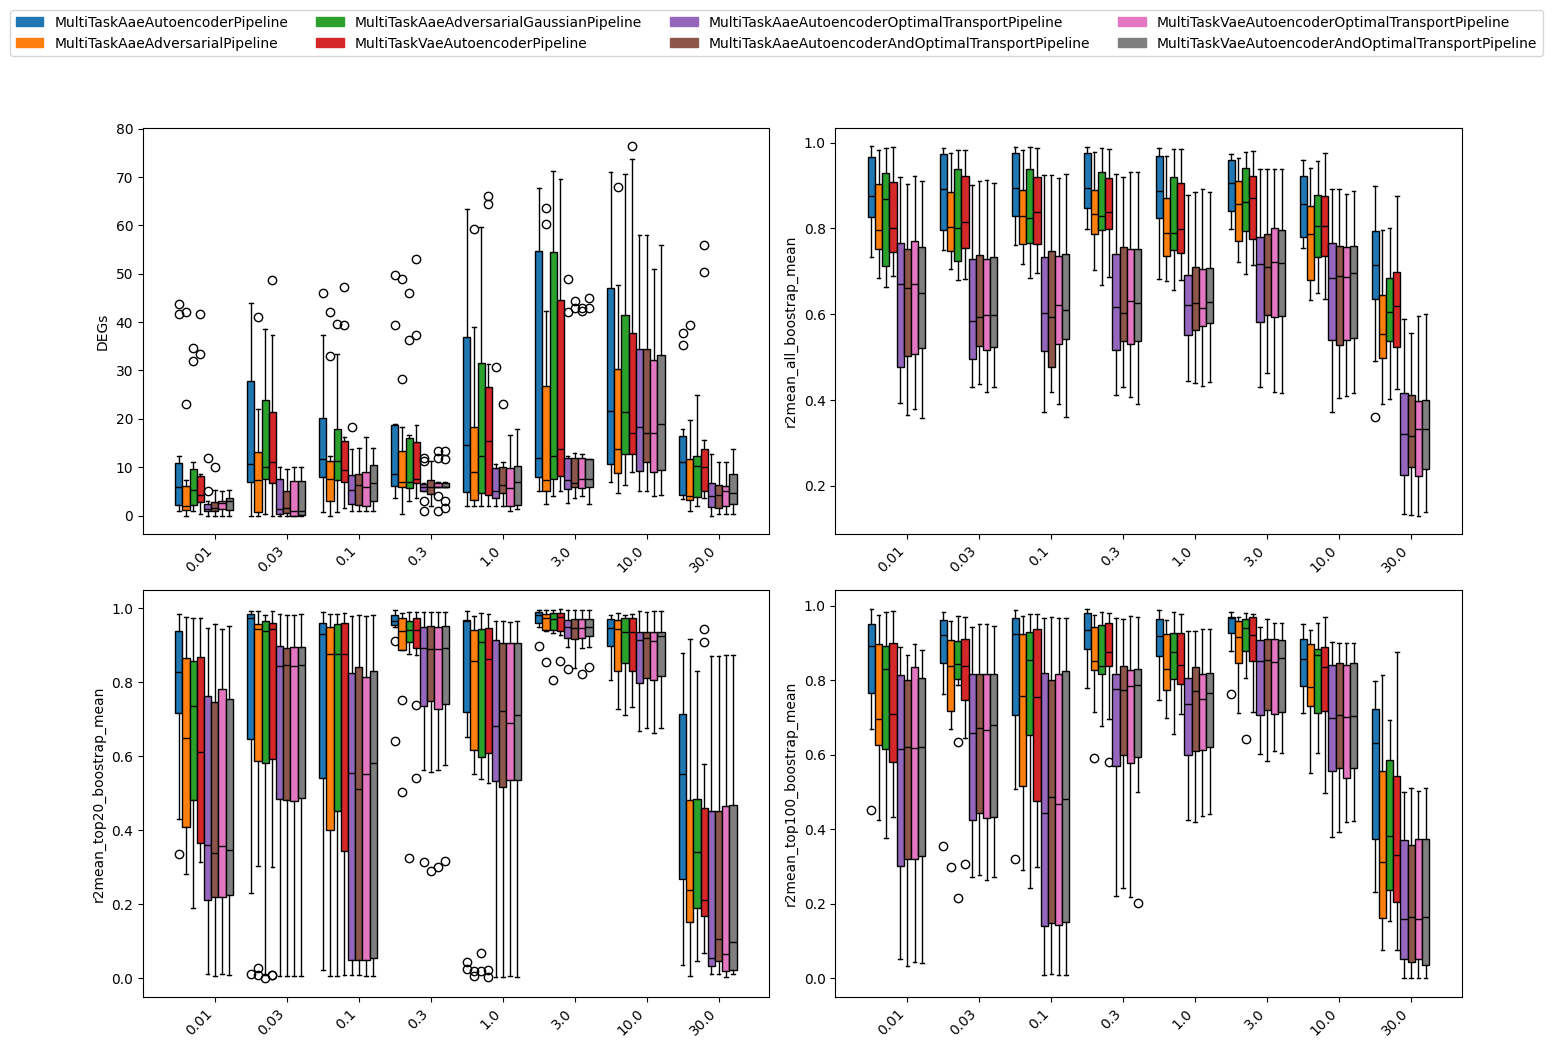 MultiTaskAaeAutoencoderPipeline
MultiTaskAaeAdversarialPipeline
MultiTaskAaeAdversarialGaussianPipeline
MultiTaskVaeAutoencoderPipeline
MultiTaskAaeAutoencoderOptimalTransportPipeline
MultiTaskAaeAutoencoderAndOptimalTransportPipeline
MultiTaskVaeAutoencoderOptimalTransportPipeline
MultiTaskVaeAutoencoderAndOptimalTransportPipeline
DEGs
80
70
60
50
40
30
20
10
0
0.01 0.03 0.1 0.3 1.0 3.0 10.0 30.0
r2mean_all_boostrap_mean
1.0
0.8
0.6
0.4
0.2
0.01 0.03 0.1 0.3 1.0 3.0 10.0 30.0
r2mean_top20_boostrap_mean
1.0
0.8
0.6
0.4
0.2
0.0
0.01 0.03 0.1 0.3 1.0 3.0 10.0 30.0
r2mean_top100_boostrap_mean
1.0
0.8
0.6
0.4
0.2
0.0
0.01 0.03 0.1 0.3 1.0 3.0 10.0 30.0